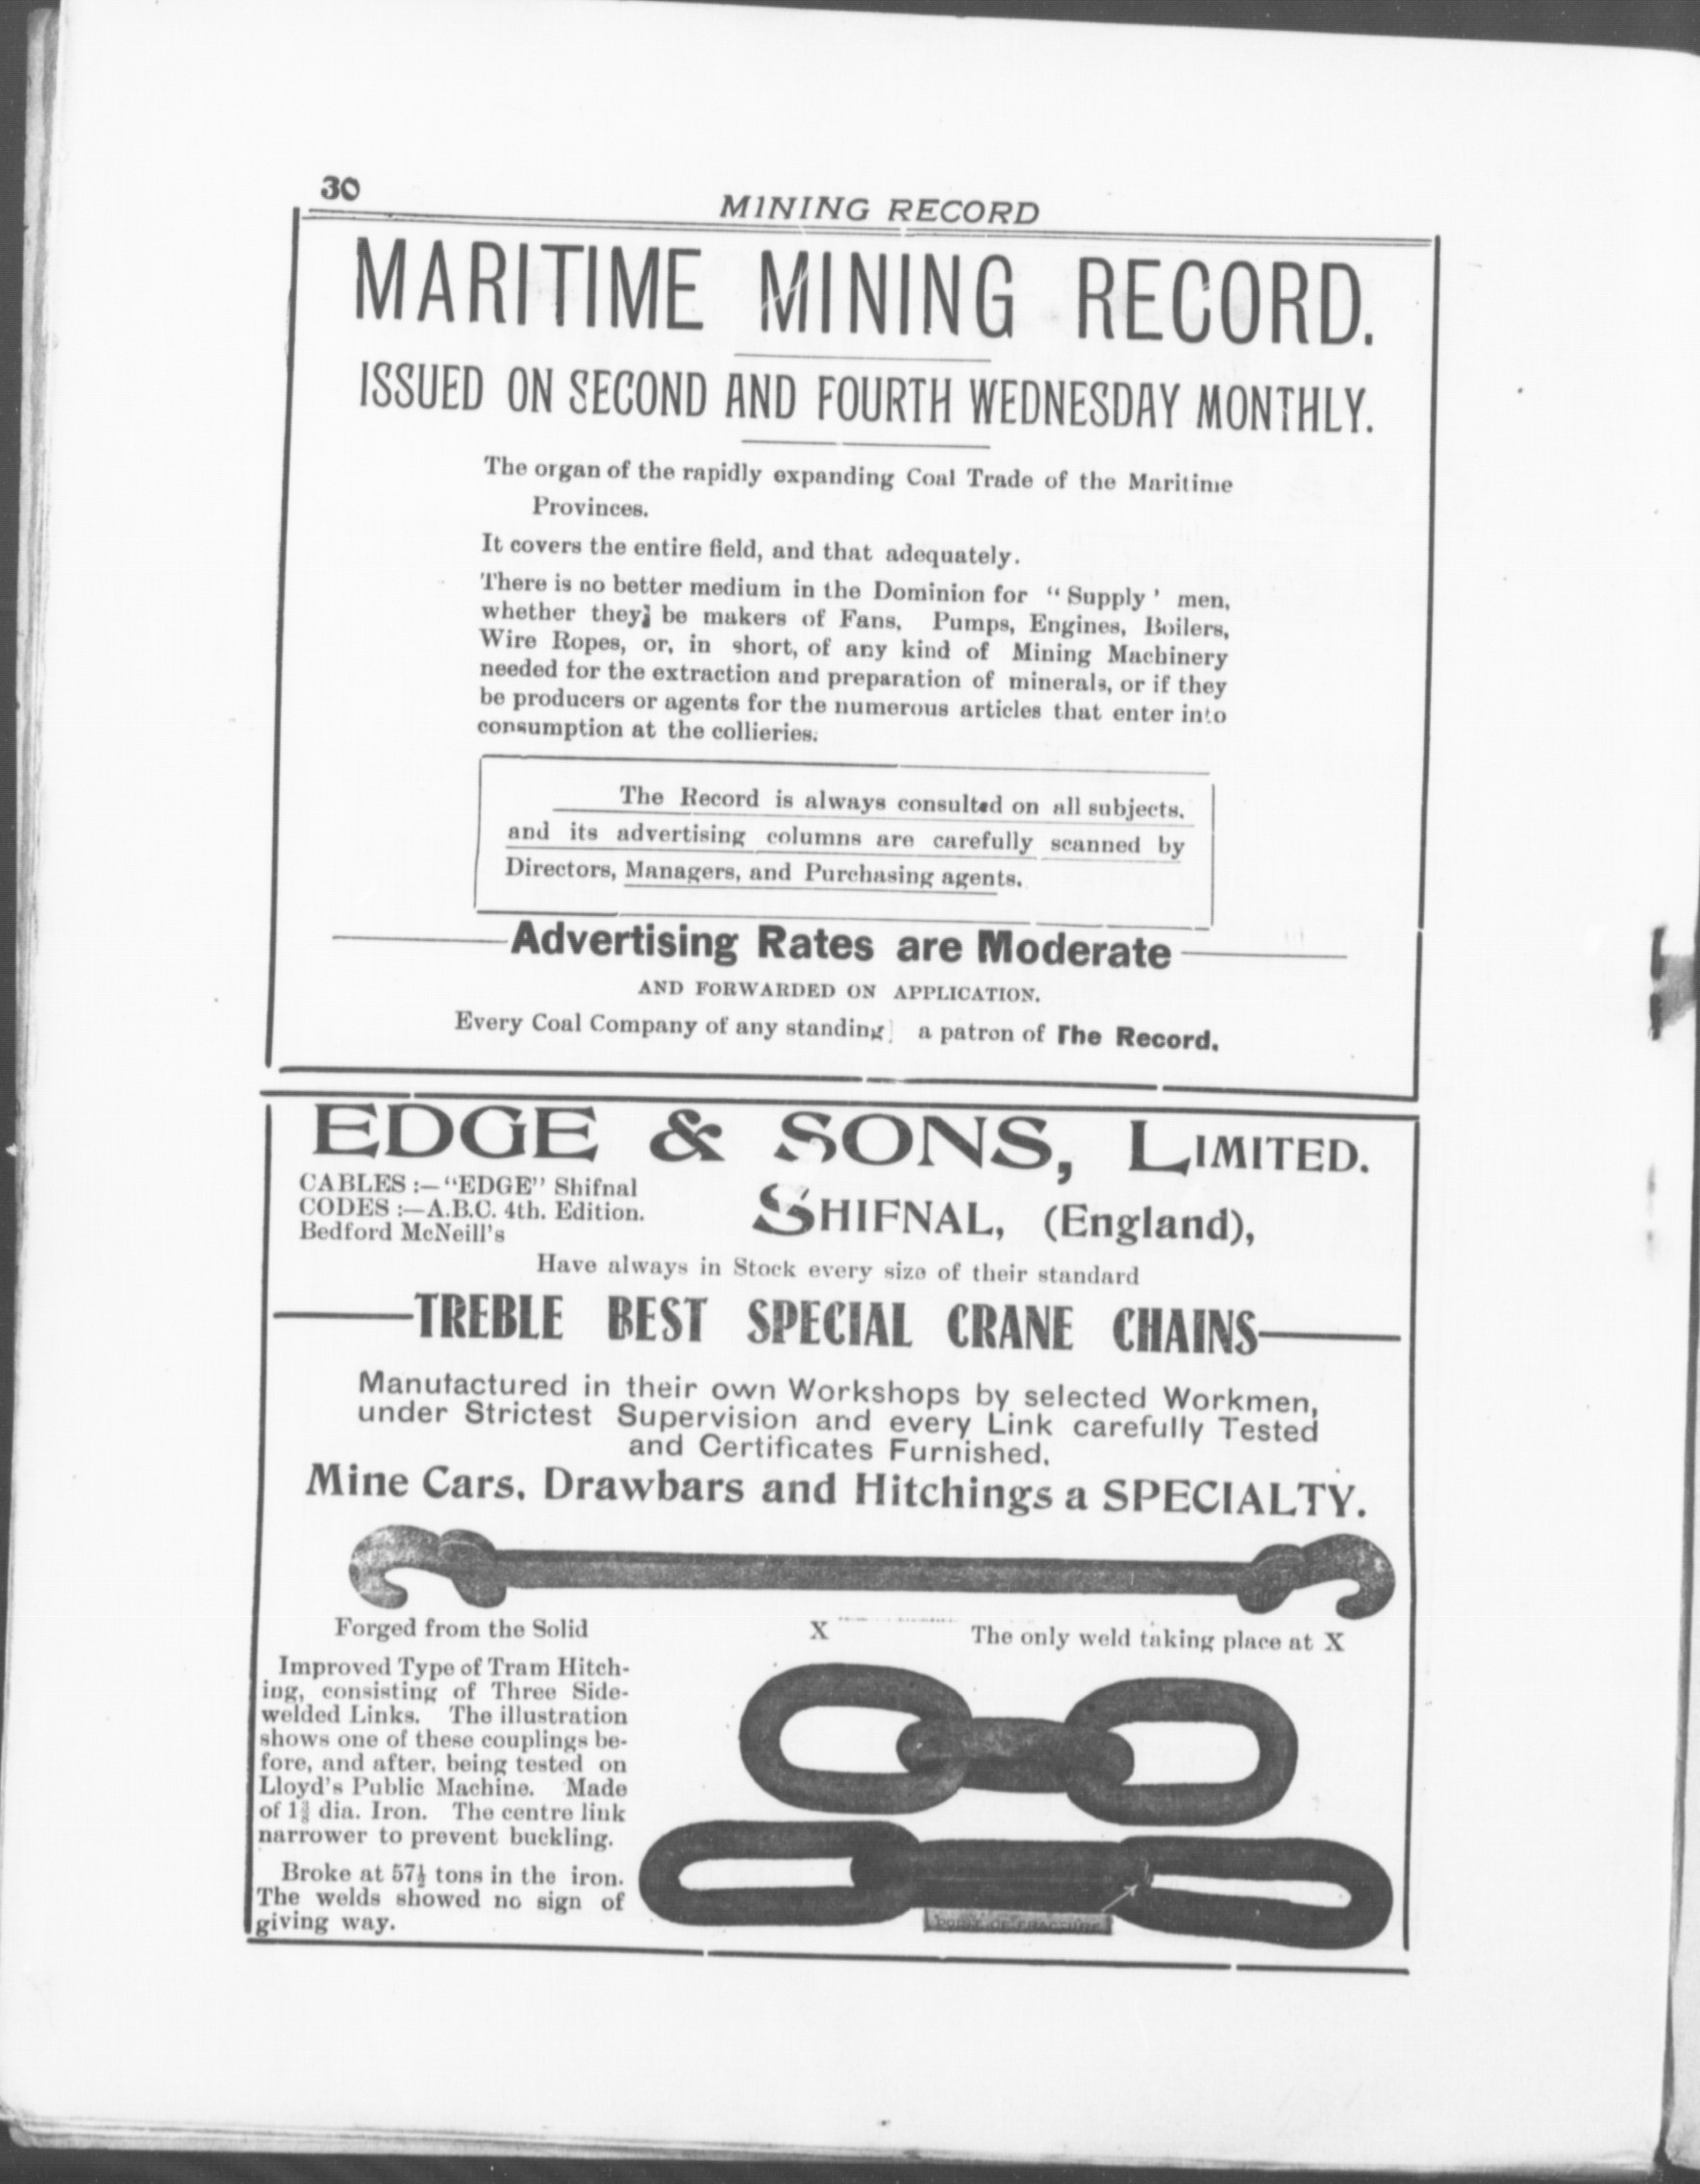 30
MINING RECORD
MARITIME MINING RECORD.
ISSUED ON SECOND AND FOURTH WEDNESDAY MONTHLY.
The organ of the rapidly expanding Coal Trade of the Maritime
Provinces.
It covers the entire field, and that adequately.
There is no better medium in the Dominion for “ Supply ’ men,
whether they be makers of Fans, Pumps, Engines, Boilers,
Wire Ropes, or, in short, of any kind of Mining Machinery
needed for the extraction and preparation of minerals, or if they
be producers or agents for the numerous articles that enter into
consumption at the collieries.
The Record is always consulted on all subjects,
and its advertising columns are carefully scanned by
Directors, Managers, and Purchasing agents.
Advertising Rates are Moderate
AND FORWARDED ON APPLICATION.
Every Coal Company of any standing a patron of The Record.
EDGE & SONS, LIMITED.
CABLES :—“EDGE” Shifnal
CODES :—A.B.C. 4th. Edition.
Bedford McNeill's
SHIFNAL, (England),
Have always in Stock every size of their standard
TREBLE BEST SPECIAL CRANE CHAINS
Manufactured in their own Workshops by selected Workmen,
under Strictest Supervision and every Link carefully Tested
and Certificates Furnished.
Mine Cars, Drawbars and Hitchings a SPECIALTY.
Forged from the Solid
X The only weld taking place at X
Improved Type of Tram Hitch-
ing, consisting of Three Side-
welded Links. The illustration
shows one of these couplings be-
fore, and after, being tested on
Lloyd's Public Machine. Made
of dia. Iron. The centre link
narrower to prevent buckling.
Broke at 57½ tons in the iron.
The welds showed no sign of
giving way.
POINT OF FRACTURE